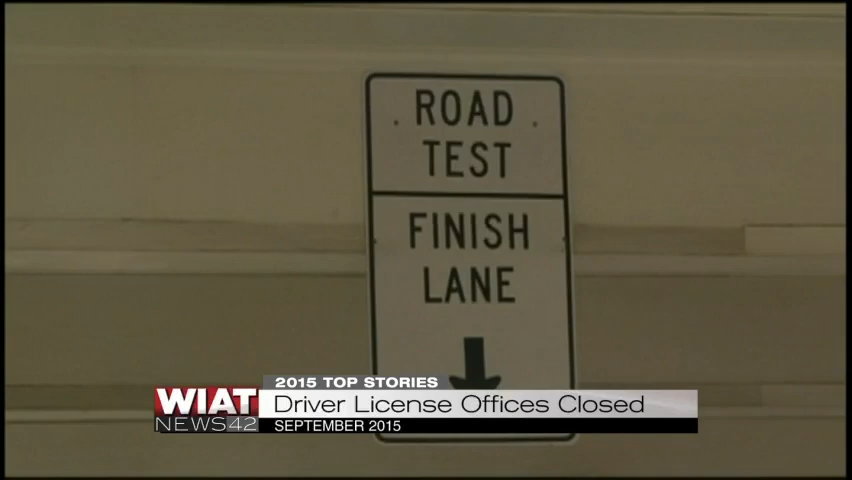 ROAD
TEST
FINISH
LANE
2015 TOP STORIES
WIAT
NEWS42
Driver License Offices Closed
SEPTEMBER 2015